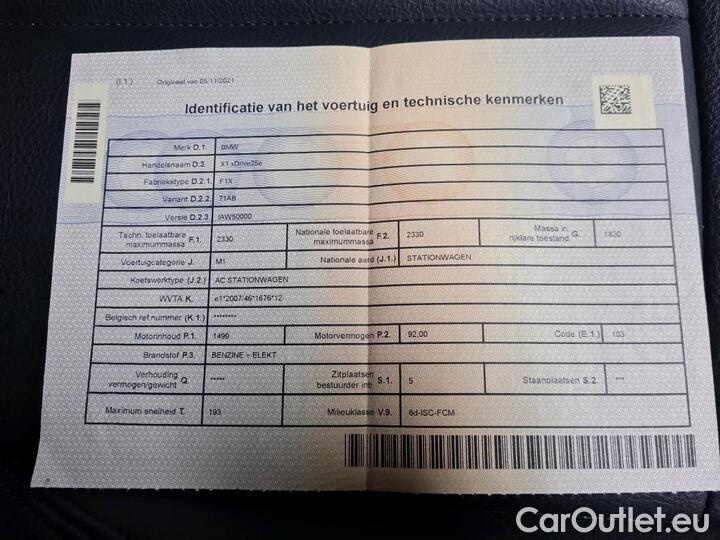 (I.1.) Origineel van 05/11/2021
Identificatie van het voertuig en technische kenmerken
Merk D.1. BMW
Handelsnaam D.3. X1 xDrive25e
Fabriekstype D.2.1. F1X
Variant D.2.2. 71AB
Versie D.2.3. IAW50000
Techn. toelaatbare maximummassa F.1. 2330 Nationale toelaatbare maximummassa F.2. 2330 Massa in rijklare toestand G. 1820
Voertuigcategorie J. M1 Nationale aard (J.1.) STATIONWAGEN
Koetswerktype (J.2.) AC STATIONWAGEN
WVTA K. e1*2007/46*1676*12
Belgisch ref.nummer (K.1.) ********
Motorinhoud P.1. 1499 Motorvermogen P.2. 92.00 Code (E.1.) 103
Brandstof P.3. BENZINE + ELEKT
Verhouding vermogen/gewicht Q. ***** Zitplaatsen bestuurder inb. S.1. 5 Staanplaatsen S.2. ***
Maximum snelheid T. 193 Milieuklasse V.9. 6d-ISC-FCM
CarOutlet.eu